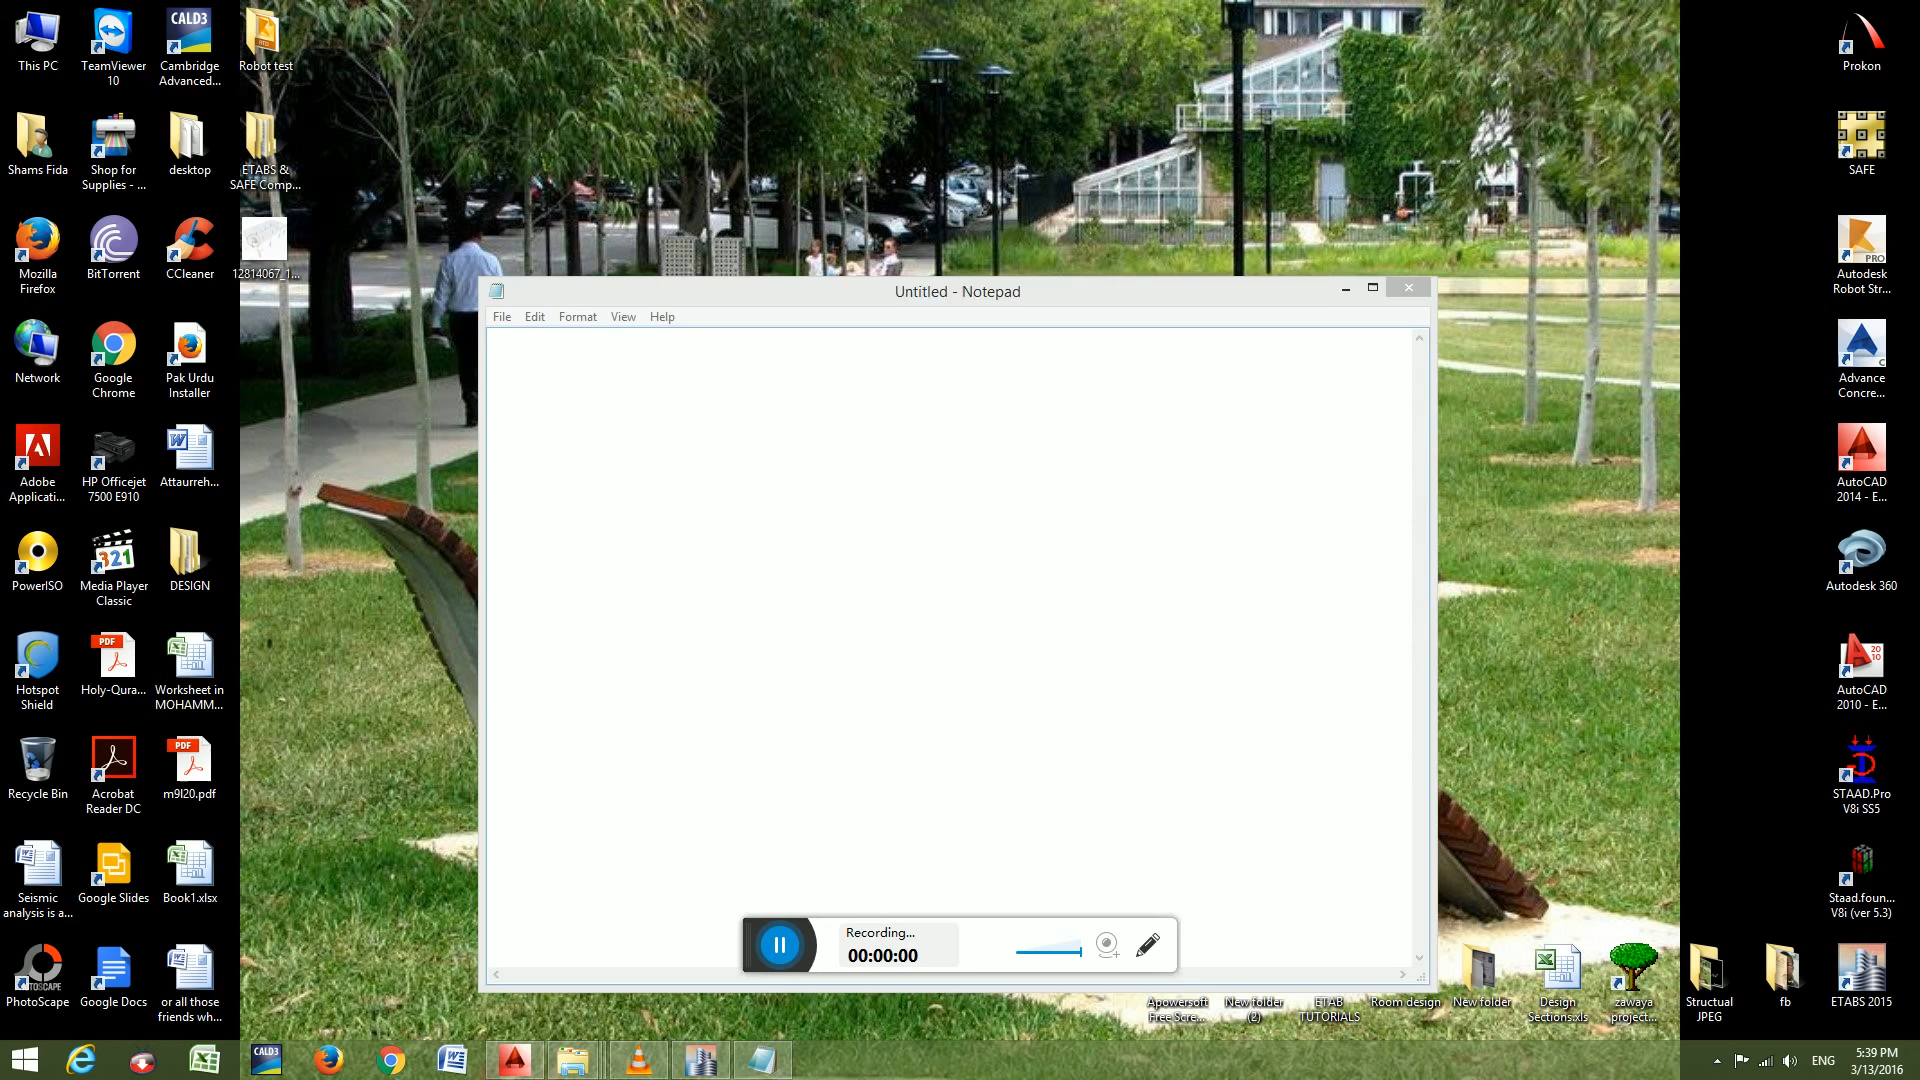 This PC
TeamViewer
10
CALD3
Cambridge
Advanced...
Robot test
Prokon
Shams Fida
Shop for
Supplies - ...
desktop
ETABS &
SAFE Comp...
SAFE
Mozilla
Firefox
BitTorrent
CCleaner
12814067_1...
PRO
Autodesk
Robot Str...
Untitled - Notepad
File Edit Format View Help
Network
Google
Chrome
Pak Urdu
Installer
Advance
Concre...
Adobe
Applicati...
HP Officejet
7500 E910
Attaurreh...
AutoCAD
2014 - E...
PowerISO
321
Media Player
Classic
DESIGN
Autodesk 360
Hotspot
Shield
PDF
Holy-Qura...
Worksheet in
MOHAMM...
2010
AutoCAD
2010 - E...
Recycle Bin
Acrobat
Reader DC
PDF
m9l20.pdf
STAAD.Pro
V8i SS5
Seismic
analysis is a...
Google Slides
Book1.xlsx
Staad.foun...
V8i (ver 5.3)
Recording...
00:00:00
PhotoScape
Google Docs
or all those
friends wh...
Apowersoft
Free Scre...
New folder
(2)
ETAB
TUTORIALS
Room design
New folder
Design
Sections.xls
zawaya
project...
Structual
JPEG
fb
ETABS 2015
CALD3
ENG
5:39 PM
3/13/2016